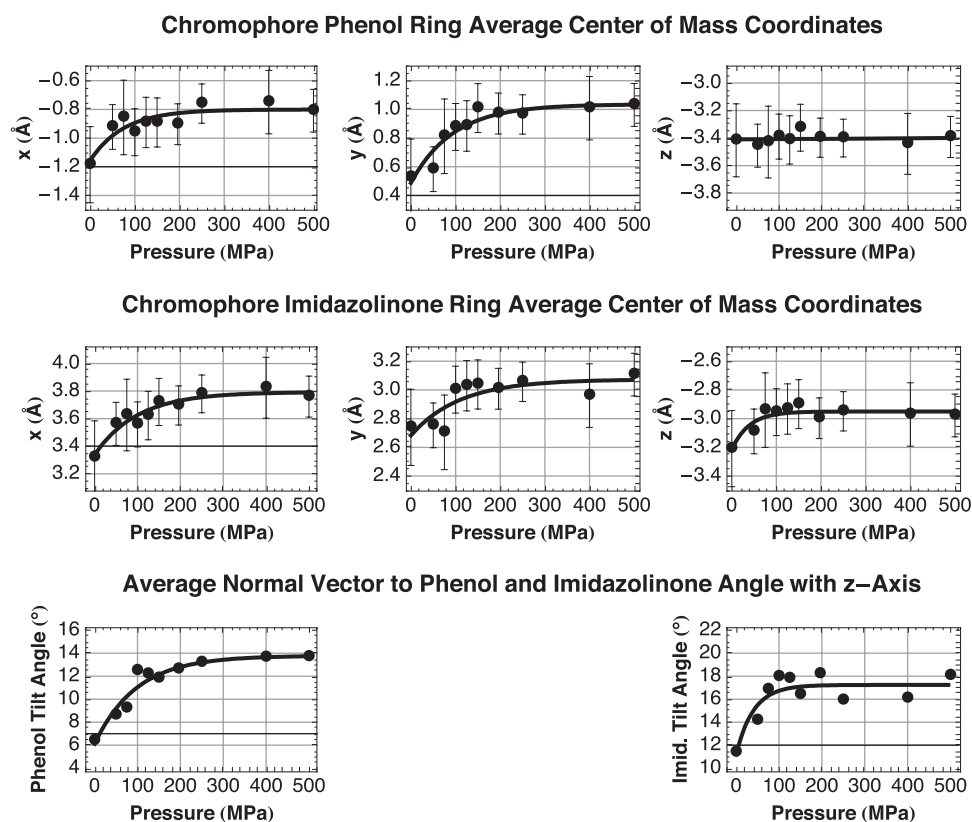 Chromophore Phenol Ring Average Center of Mass Coordinates
x (Å)
−0.6
−0.8
−1.0
−1.2
−1.4
0 100 200 300 400 500
Pressure (MPa)
y (Å)
1.2
1.0
0.8
0.6
0.4
0 100 200 300 400 500
Pressure (MPa)
z (Å)
−3.0
−3.2
−3.4
−3.6
−3.8
0 100 200 300 400 500
Pressure (MPa)
Chromophore Imidazolinone Ring Average Center of Mass Coordinates
x (Å)
4.0
3.8
3.6
3.4
3.2
0 100 200 300 400 500
Pressure (MPa)
y (Å)
3.2
3.0
2.8
2.6
2.4
0 100 200 300 400 500
Pressure (MPa)
z (Å)
−2.6
−2.8
−3.0
−3.2
−3.4
0 100 200 300 400 500
Pressure (MPa)
Average Normal Vector to Phenol and Imidazolinone Angle with z−Axis
Phenol Tilt Angle (°)
16
14
12
10
8
6
4
0 100 200 300 400 500
Pressure (MPa)
Imid. Tilt Angle (°)
22
20
18
16
14
12
10
0 100 200 300 400 500
Pressure (MPa)